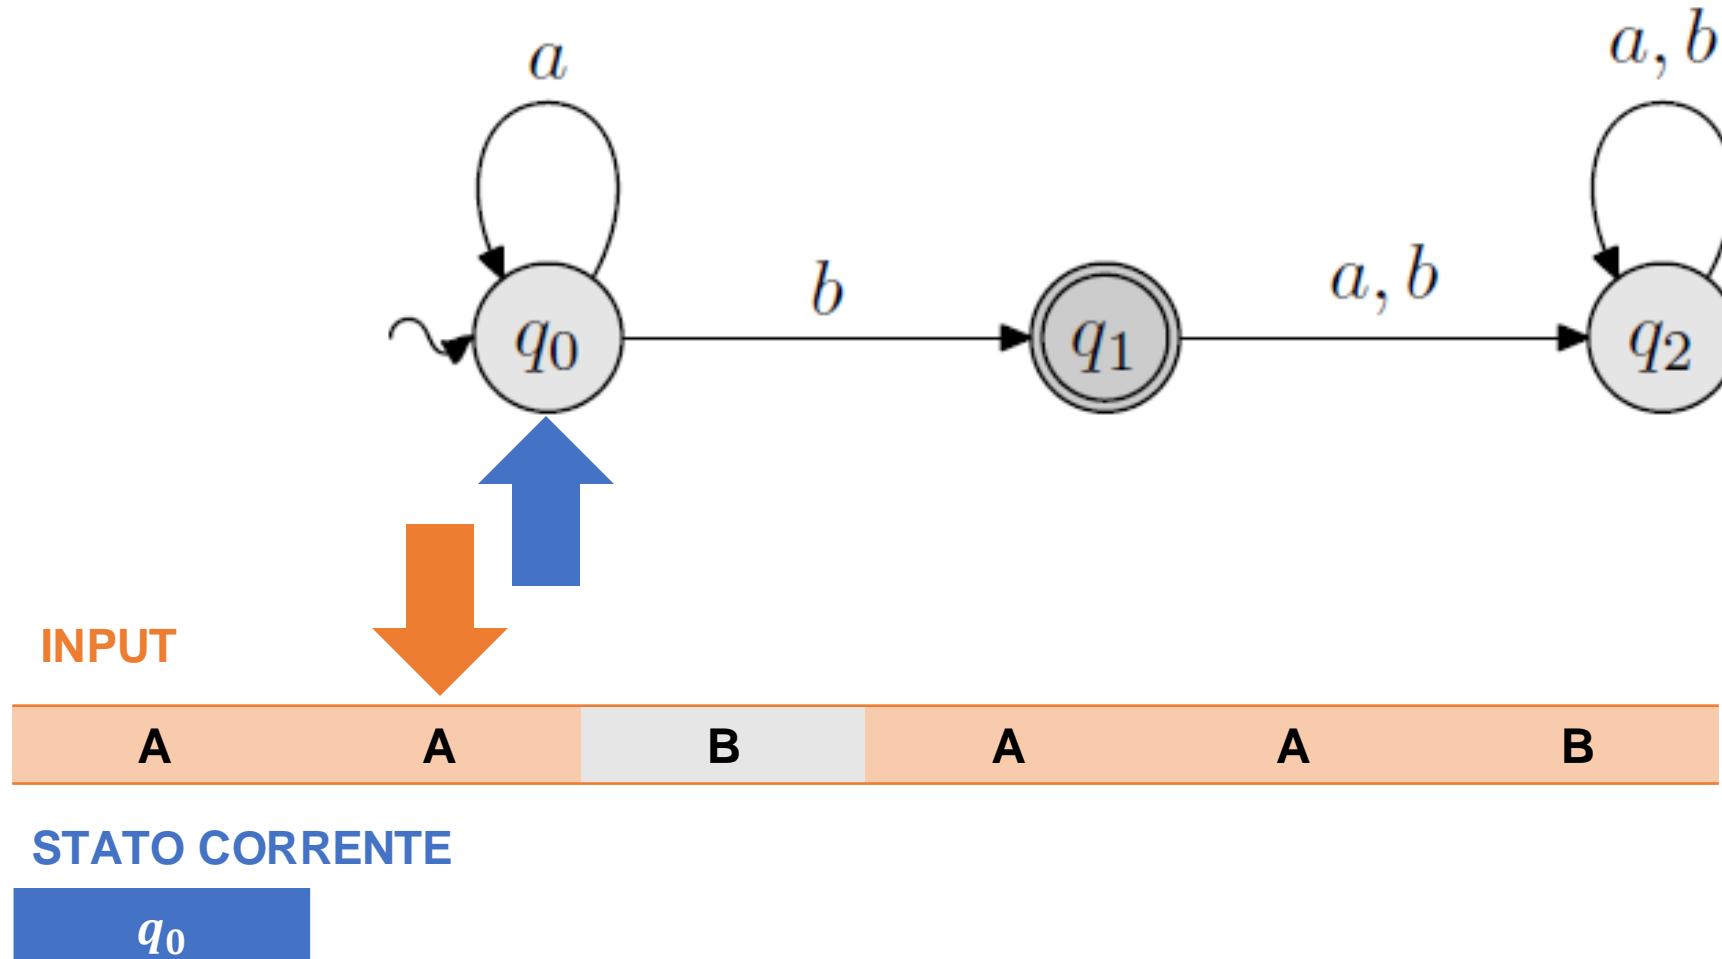 a
a, b
b
a, b
q0
q1
q2
INPUT
A A B A A B
STATO CORRENTE
q0